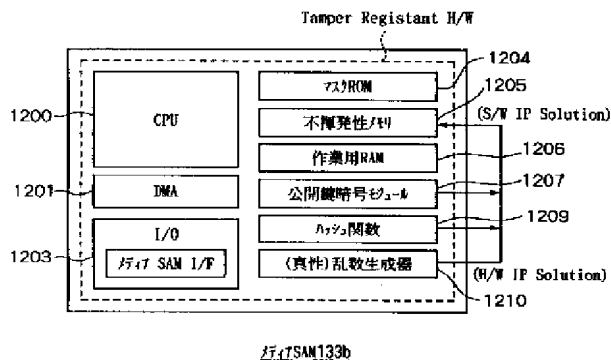 Tamper Registant H/W
1204
マスクROM
1205
(S/W IP Solution)
1200
CPU
不揮発性メモリ
作業用RAM
1206
1201
DMA
公開鍵暗号モジュール
1207
I/O
ハッシュ関数
1209
1203
メディア SAM I/F
(真性)乱数生成器
(H/W IP Solution)
1210
メディアSAM133b